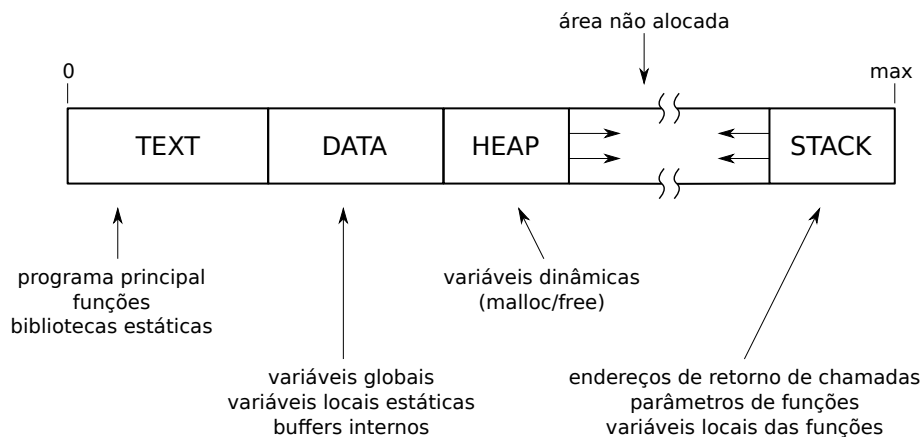 área não alocada
0
max
TEXT
DATA
HEAP
STACK
programa principal
funções
bibliotecas estáticas
variáveis dinâmicas
(malloc/free)
variáveis globais
variáveis locais estáticas
buffers internos
endereços de retorno de chamadas
parâmetros de funções
variáveis locais das funções